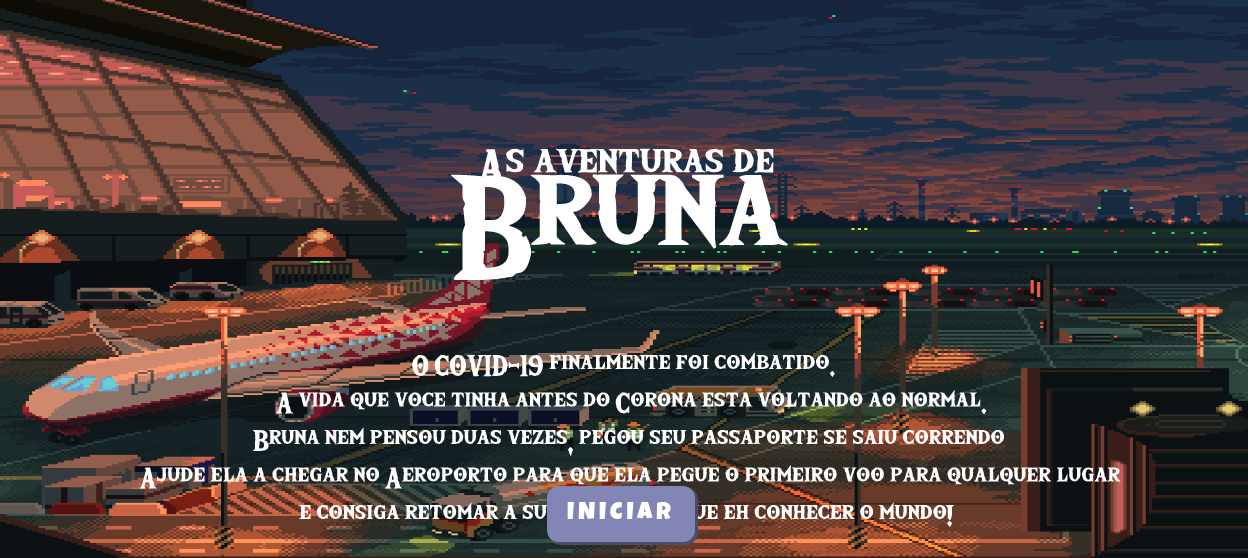 As aventuras de
Bruna
O COVID-19 finalmente foi combatido.
A vida que voce tinha antes do Corona esta voltando ao normal.
Bruna nem pensou duas vezes, pegou seu passaporte se saiu correndo
Ajude ela a chegar no Aeroporto para que ela pegue o primeiro voo para qualquer lugar
e consiga retomar a eh conhecer o mundo!
INICIAR